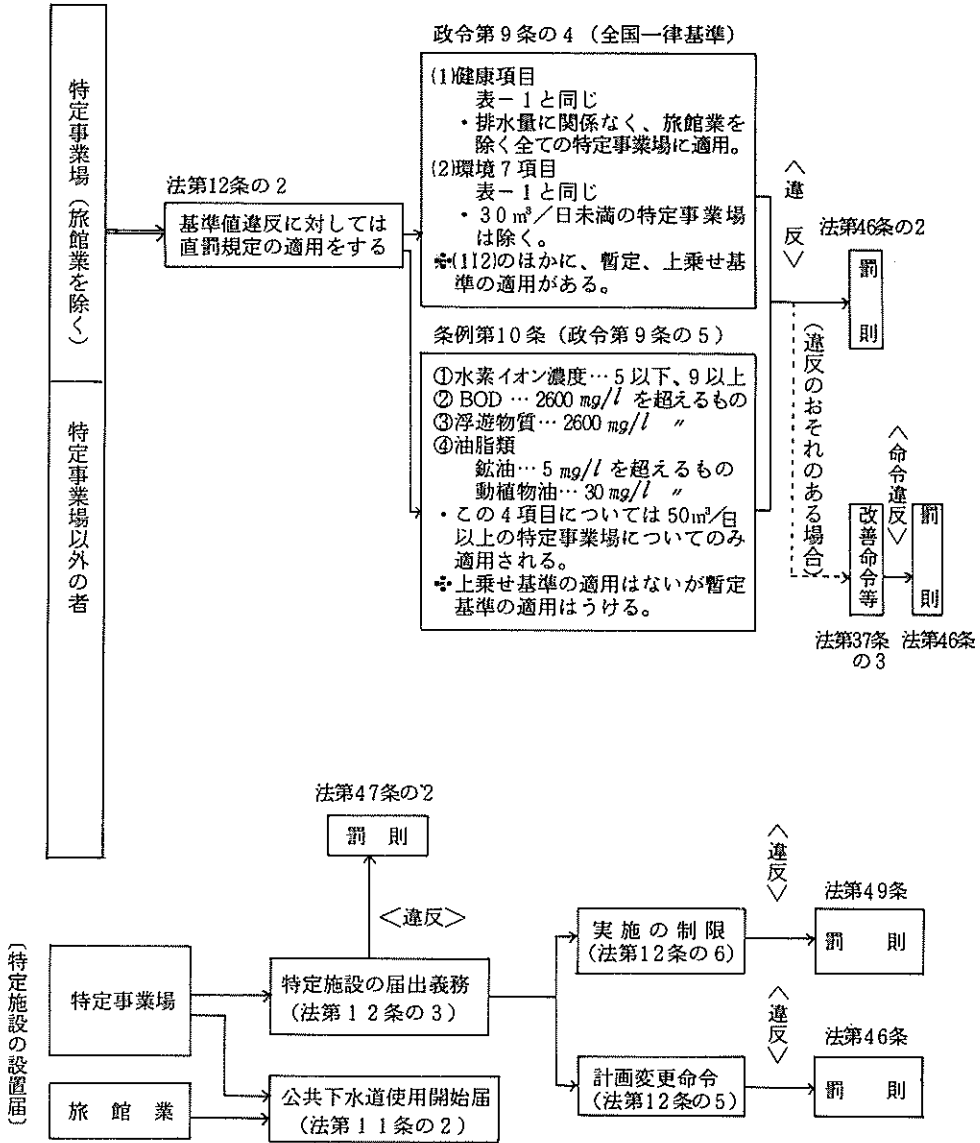 特定事業場（旅館業を除く）
特定事業場以外の者
法第12条の2
基準値違反に対しては
直罰規定の適用をする
政令第9条の4（全国一律基準）
(1)健康項目
表－1と同じ
・排水量に関係なく、旅館業を
除く全ての特定事業場に適用。
(2)環境7項目
表－1と同じ
・30㎥／日未満の特定事業場
は除く。
※(1)(2)のほかに、暫定、上乗せ基
準の適用がある。
条例第10条（政令第9条の5）
①水素イオン濃度…5以下、9以上
②BOD…2600mg/lを超えるもの
③浮遊物質…2600mg/l 〃
④油脂類
鉱油…5mg/lを超えるもの
動植物油…30mg/l 〃
・この4項目については50㎥/日
以上の特定事業場についてのみ
適用される。
※上乗せ基準の適用はないが暫定
基準の適用はうける。
＜違反＞
法第46条の2
罰則
（違反のおそれのある場合）
改善命令等
法第37条
の3
＜命令違反＞
罰則
法第46条
〔特定施設の設置届〕
特定事業場
旅館業
法第47条の2
罰則
＜違反＞
特定施設の届出義務
（法第12条の3）
公共下水道使用開始届
（法第11条の2）
実施の制限
（法第12条の6）
＜違反＞
法第49条
罰則
計画変更命令
（法第12条の5）
＜違反＞
法第46条
罰則